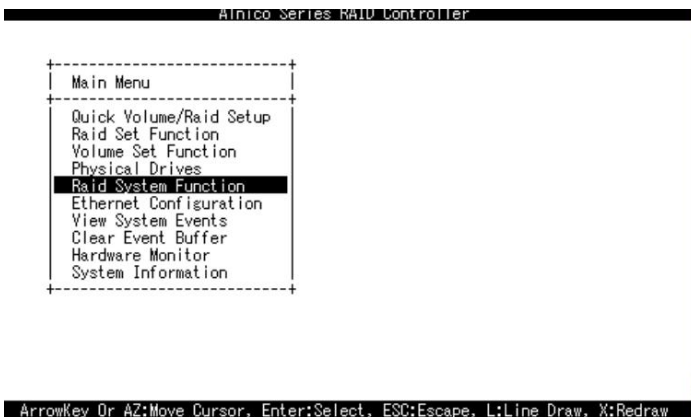 Alnico Series RAID Controller
Main Menu
Quick Volume/Raid Setup
Raid Set Function
Volume Set Function
Physical Drives
Raid System Function
Ethernet Configuration
View System Events
Clear Event Buffer
Hardware Monitor
System Information
ArrowKey Or AZ:Move Cursor, Enter:Select, ESC:Escape, L:Line Draw, X:Redraw